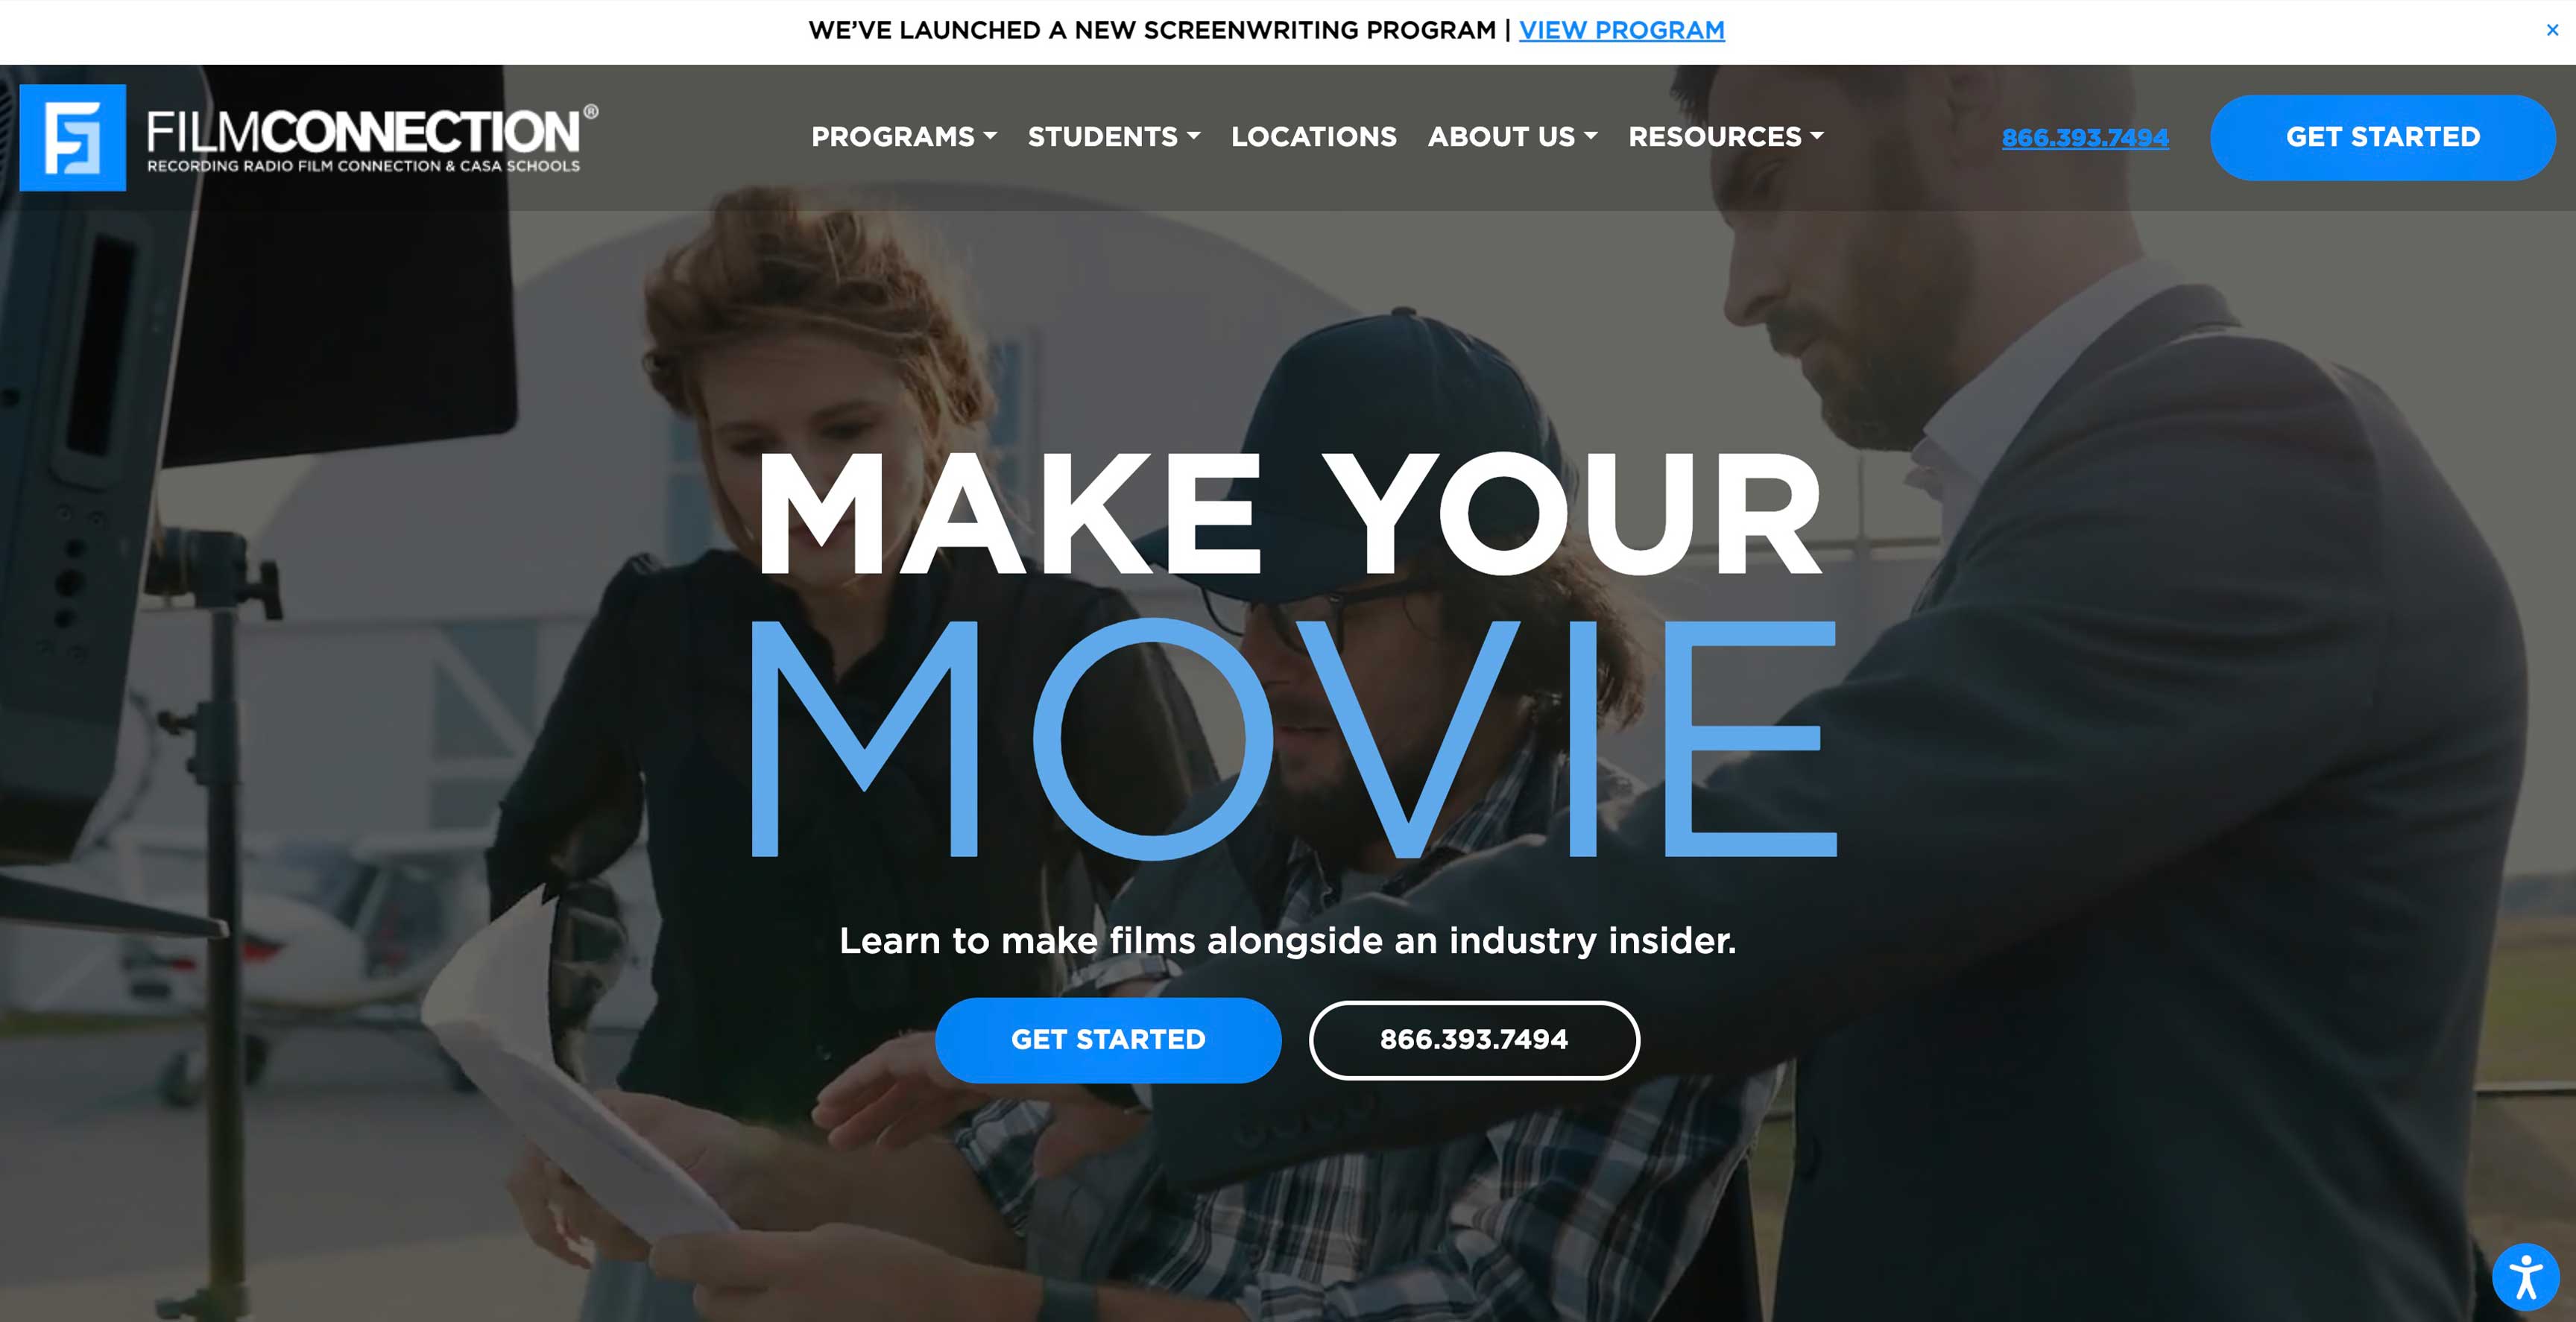 WE'VE LAUNCHED A NEW SCREENWRITING PROGRAM | VIEW PROGRAM ×
FILMCONNECTION®
RECORDING RADIO FILM CONNECTION & CASA SCHOOLS
PROGRAMS STUDENTS LOCATIONS ABOUT US RESOURCES 866.393.7494 GET STARTED
MAKE YOUR
MOVIE
Learn to make films alongside an industry insider.
GET STARTED 866.393.7494